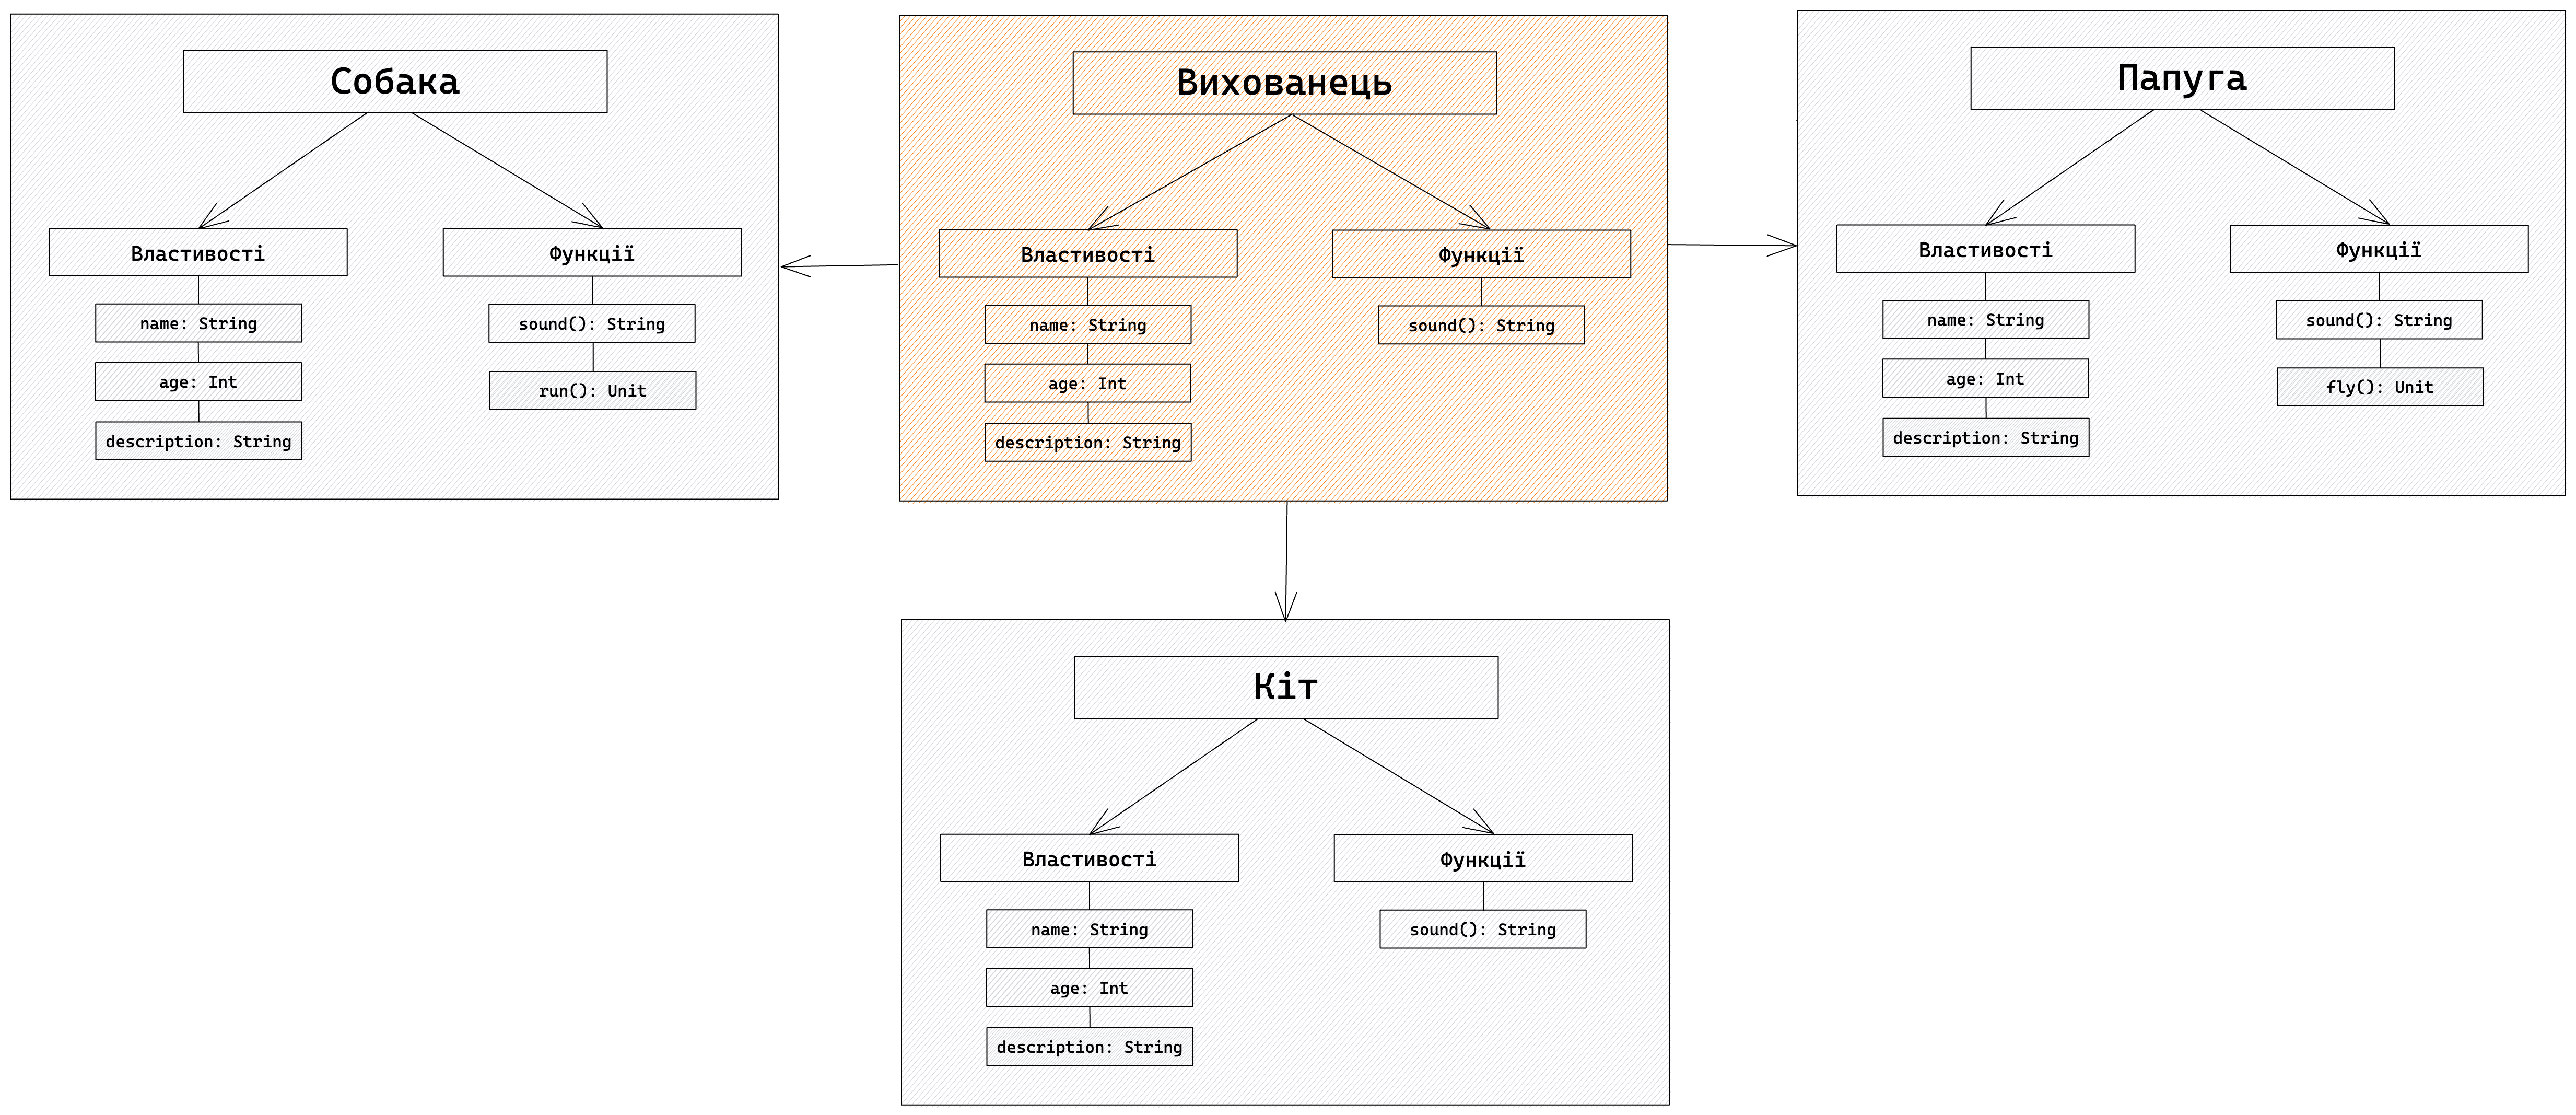 Собака
Властивості
name: String
age: Int
description: String
Функції
sound(): String
run(): Unit
Вихованець
Властивості
name: String
age: Int
description: String
Функції
sound(): String
Папуга
Властивості
name: String
age: Int
description: String
Функції
sound(): String
fly(): Unit
Кіт
Властивості
name: String
age: Int
description: String
Функції
sound(): String